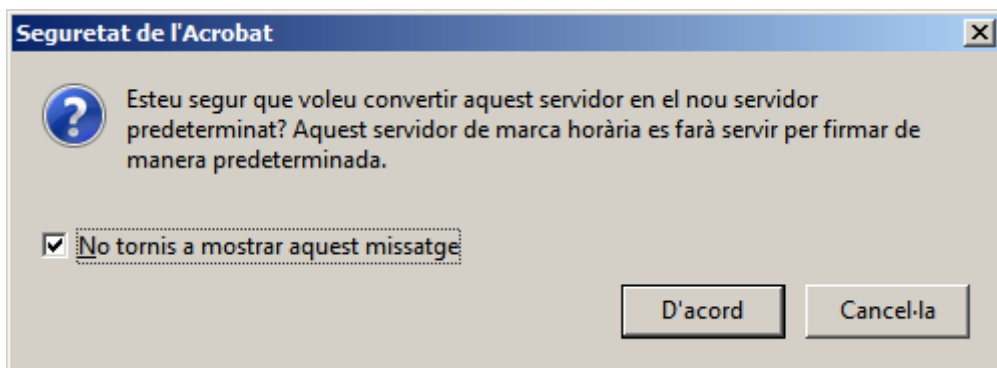 Seguretat de l'Acrobat
Esteu segur que voleu convertir aquest servidor en el nou servidor
predeterminat? Aquest servidor de marca horària es farà servir per firmar de
manera predeterminada.
No tornis a mostrar aquest missatge
D'acord
Cancel·la